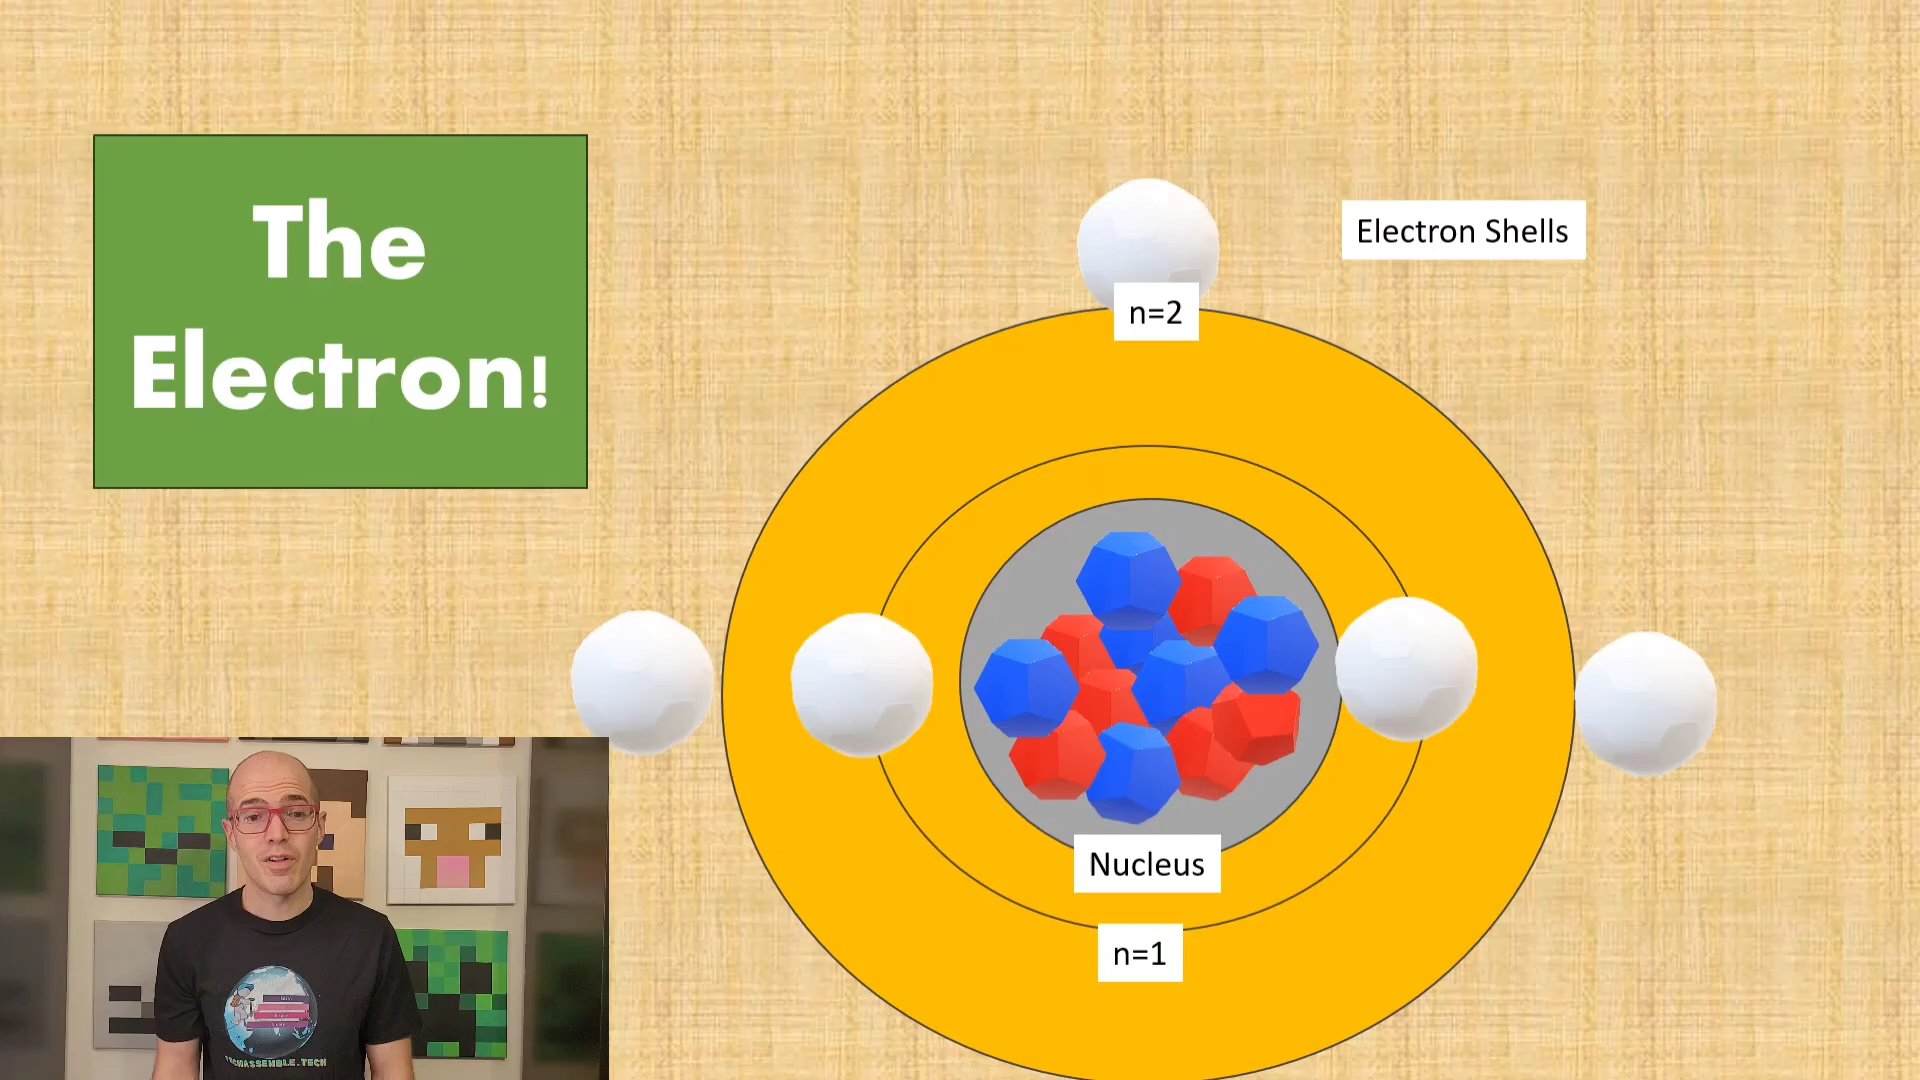 The
Electron!
Electron Shells
n=2
Nucleus
n=1